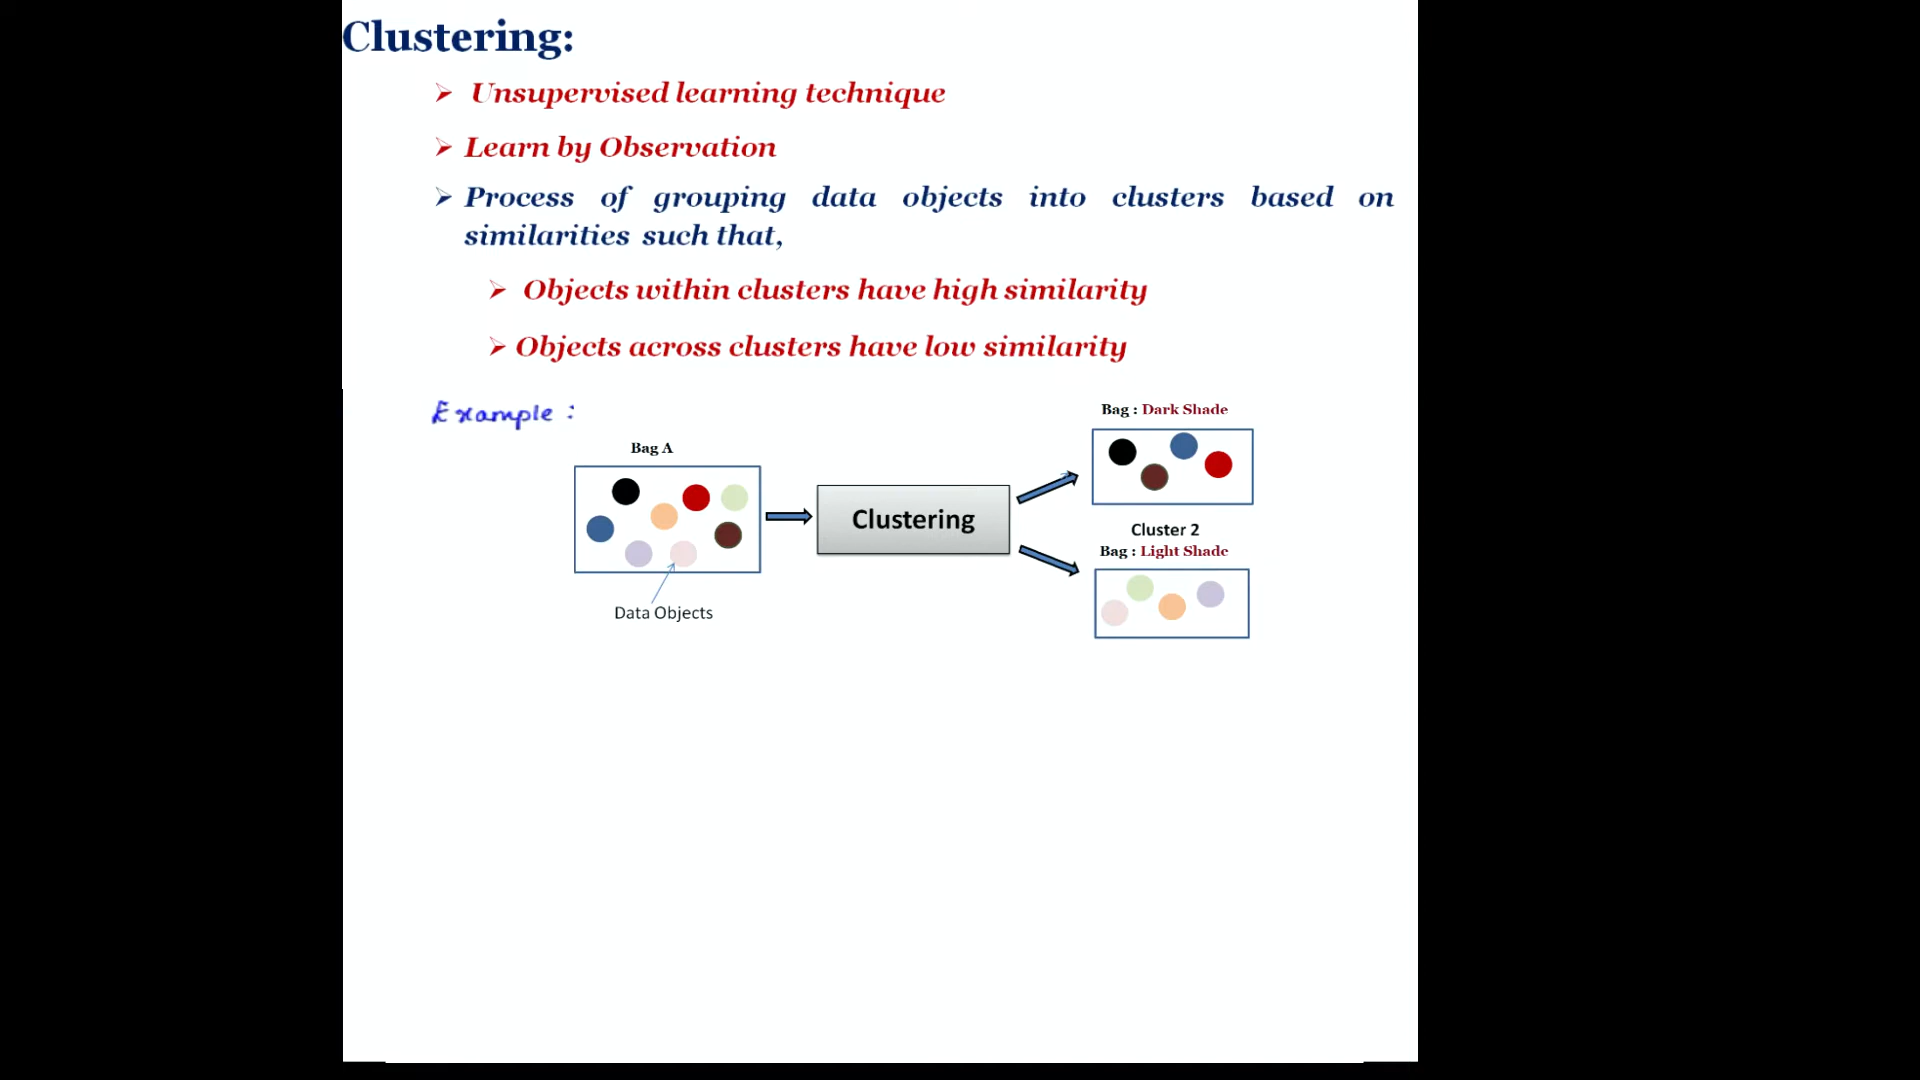 Clustering:
➢ Unsupervised learning technique
➢ Learn by Observation
➢ Process of grouping data objects into clusters based on
similarities such that,
➢ Objects within clusters have high similarity
➢ Objects across clusters have low similarity
Example :
Bag A
Data Objects
Clustering
Bag : Dark Shade
Cluster 2
Bag : Light Shade